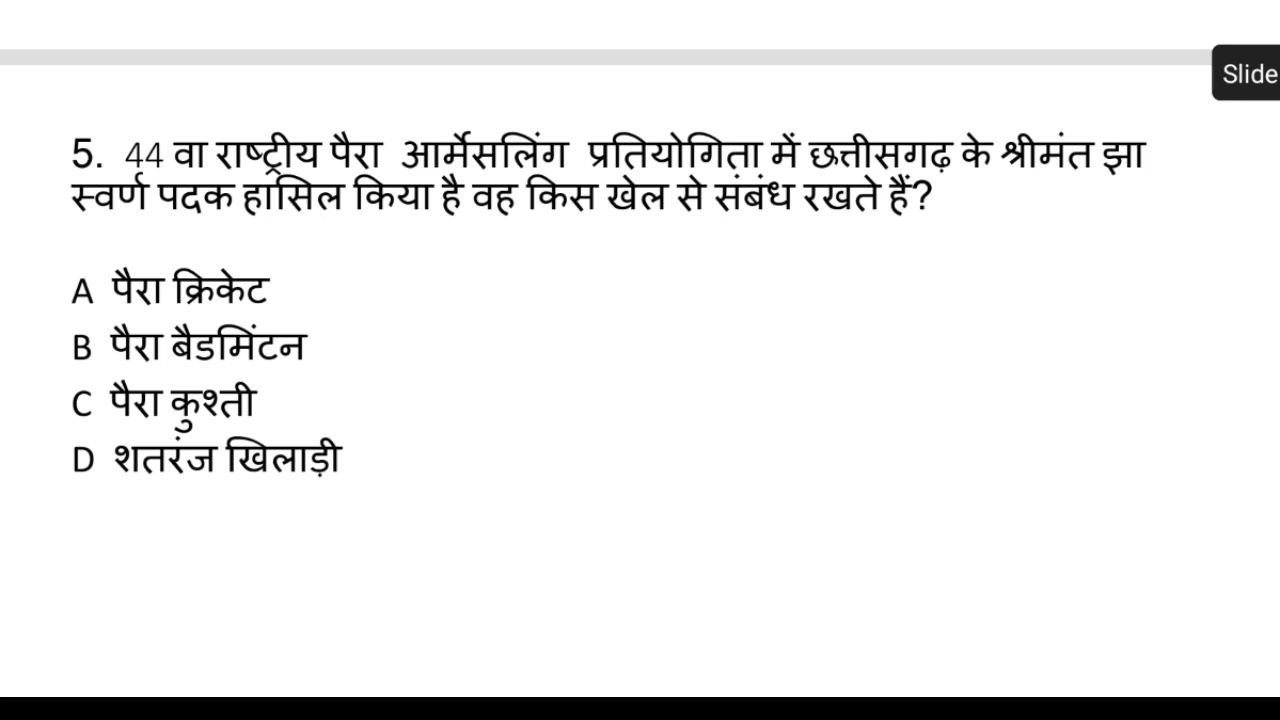 Slide
5. 44 वा राष्ट्रीय पैरा आर्मेसलिंग प्रतियोगिता में छत्तीसगढ़ के श्रीमंत झा
स्वर्ण पदक हासिल किया है वह किस खेल से संबंध रखते हैं?
A पैरा क्रिकेट
B पैरा बैडमिंटन
C पैरा कुश्ती
D शतरंज खिलाड़ी